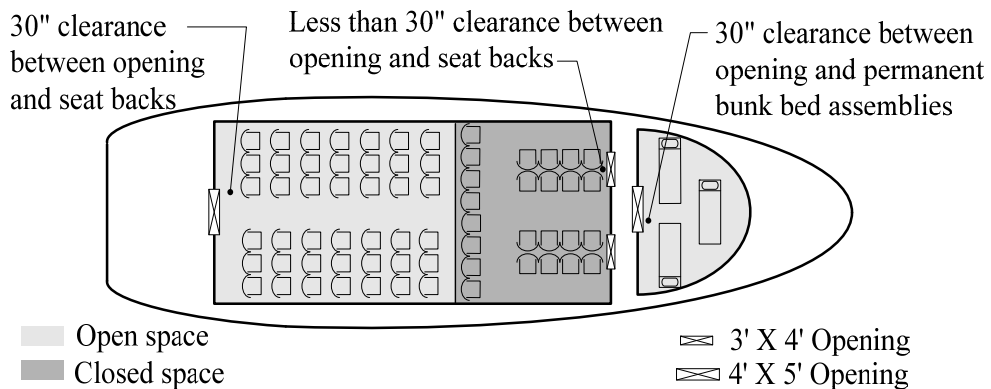 30" clearance
between opening
and seat backs
Less than 30" clearance between
opening and seat backs
30" clearance between
opening and permanent
bunk bed assemblies
Open space
Closed space
3' X 4' Opening
4' X 5' Opening